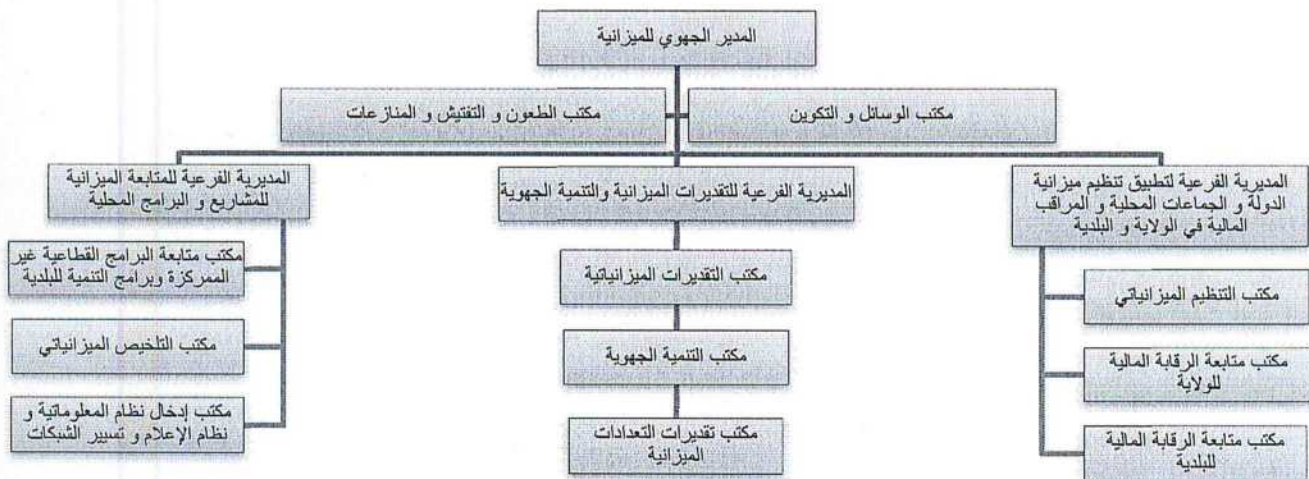 المدير الجهوي للميزانية
مكتب الوسائل و التكوين
مكتب الطعون و التفتيش و المنازعات
المديرية الفرعية لتطبيق تنظيم ميزانية
الدولة و الجماعات المحلية و المراقب
المالية في الولاية و البلدية
مكتب التنظيم الميزانياتي
مكتب متابعة الرقابة المالية
للولاية
مكتب متابعة الرقابة المالية
للبلدية
المديرية الفرعية للتقديرات الميزانية والتنمية الجهوية
مكتب التقديرات الميزانياتية
مكتب التنمية الجهوية
مكتب تقديرات التعدادات
الميزانية
المديرية الفرعية للمتابعة الميزانية
للمشاريع و البرامج المحلية
مكتب متابعة البرامج القطاعية غير
الممركزة وبرامج التنمية للبلدية
مكتب التلخيص الميزانياتي
مكتب إدخال نظام المعلوماتية و
نظام الإعلام و تسيير الشبكات